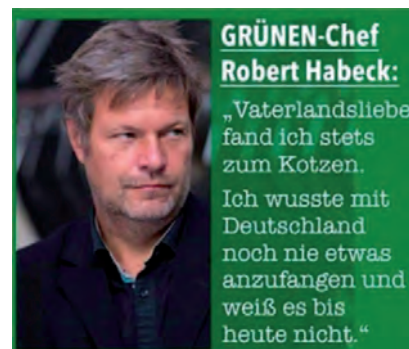 GRÜNEN-Chef
Robert Habeck:
„Vaterlandsliebe
fand ich stets
zum Kotzen.
Ich wusste mit
Deutschland
noch nie etwas
anzufangen und
weiß es bis
heute nicht.“